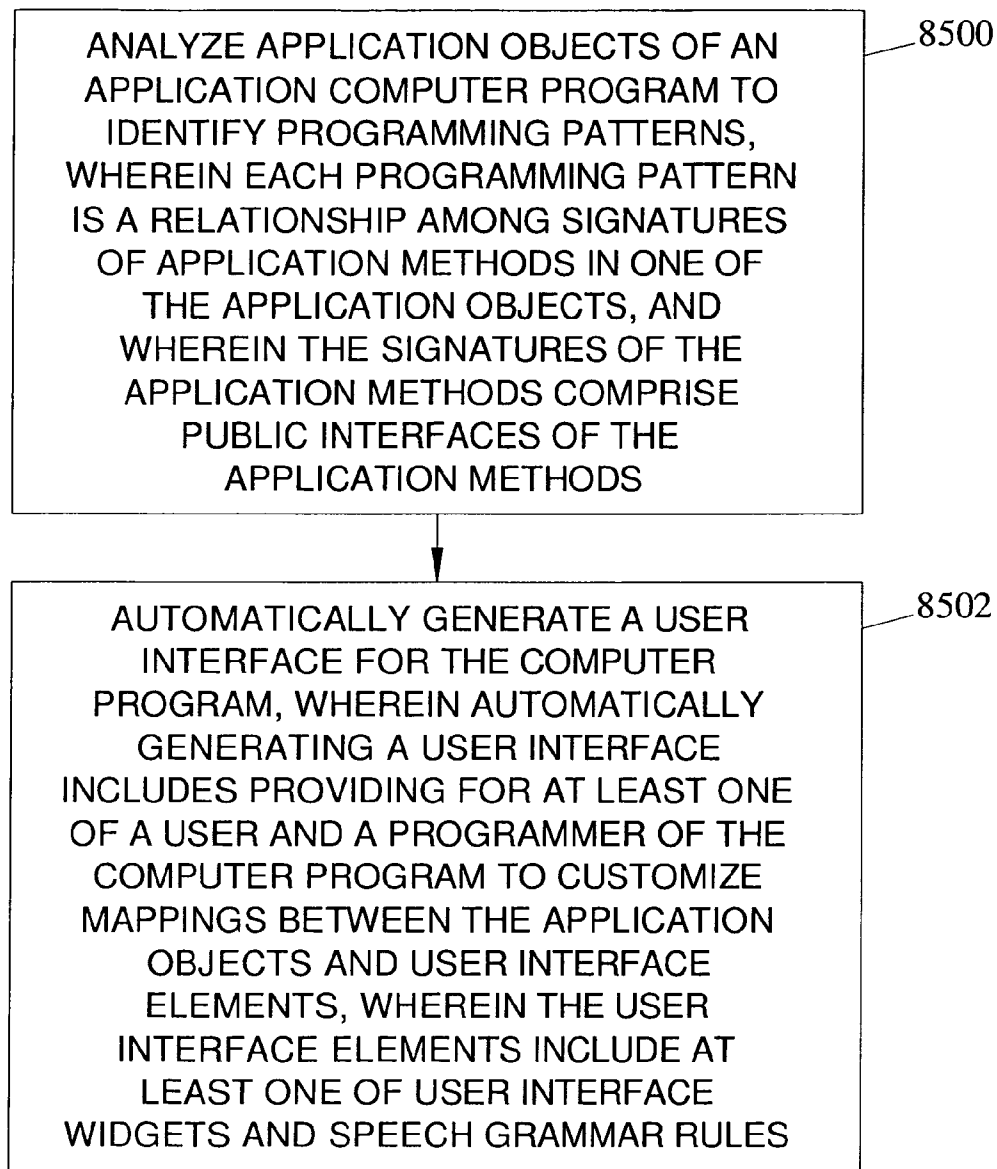 ANALYZE APPLICATION OBJECTS OF AN
APPLICATION COMPUTER PROGRAM TO
IDENTIFY PROGRAMMING PATTERNS,
WHEREIN EACH PROGRAMMING PATTERN
IS A RELATIONSHIP AMONG SIGNATURES
OF APPLICATION METHODS IN ONE OF
THE APPLICATION OBJECTS, AND
WHEREIN THE SIGNATURES OF THE
APPLICATION METHODS COMPRISE
PUBLIC INTERFACES OF THE
APPLICATION METHODS
8500
AUTOMATICALLY GENERATE A USER
INTERFACE FOR THE COMPUTER
PROGRAM, WHEREIN AUTOMATICALLY
GENERATING A USER INTERFACE
INCLUDES PROVIDING FOR AT LEAST ONE
OF A USER AND A PROGRAMMER OF THE
COMPUTER PROGRAM TO CUSTOMIZE
MAPPINGS BETWEEN THE APPLICATION
OBJECTS AND USER INTERFACE
ELEMENTS, WHEREIN THE USER
INTERFACE ELEMENTS INCLUDE AT
LEAST ONE OF USER INTERFACE
WIDGETS AND SPEECH GRAMMAR RULES
8502